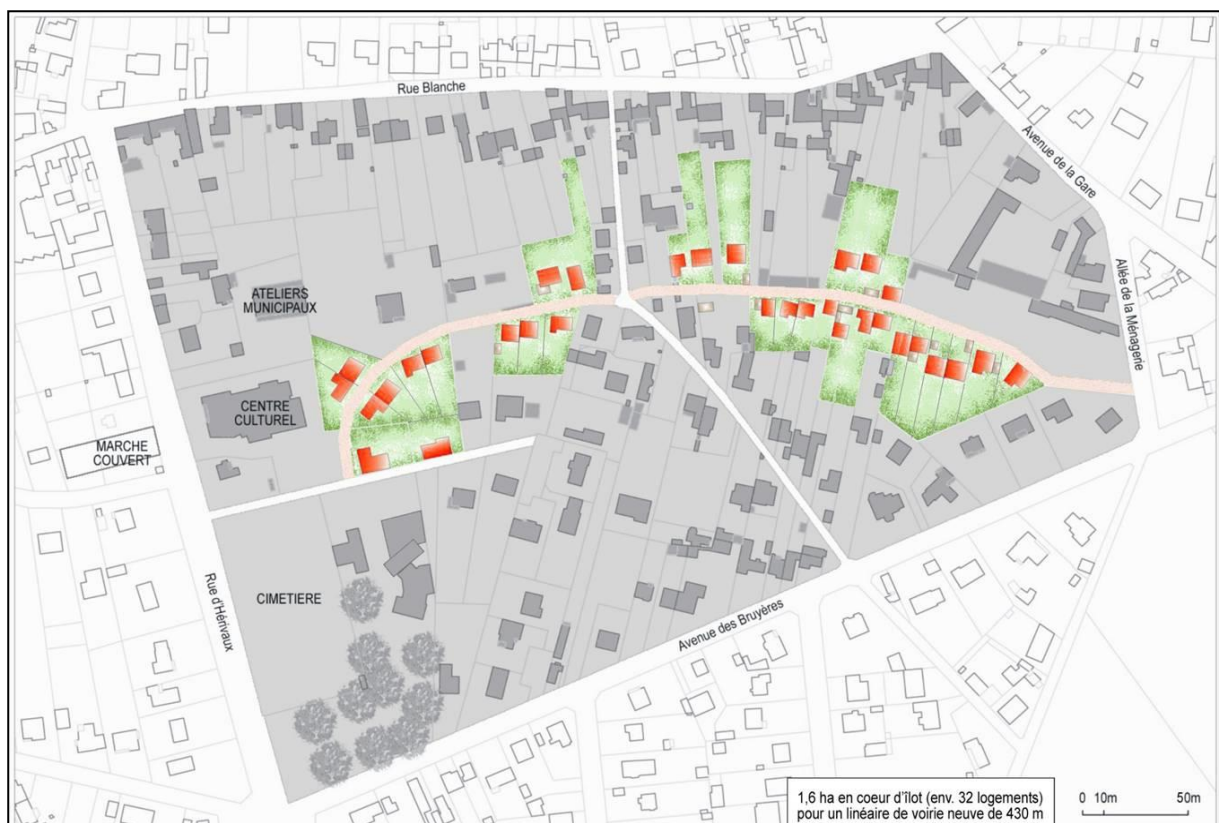 Rue Blanche
Avenue de la Gare
Allée de la Ménagerie
ATELIERS
MUNICIPAUX
CENTRE
CULTUREL
MARCHE
COUVERT
CIMETIERE
Rue d'Hérivaux
Avenue des Bruyères
1,6 ha en coeur d'îlot (env. 32 logements)
pour un linéaire de voirie neuve de 430 m
0 10m 50m